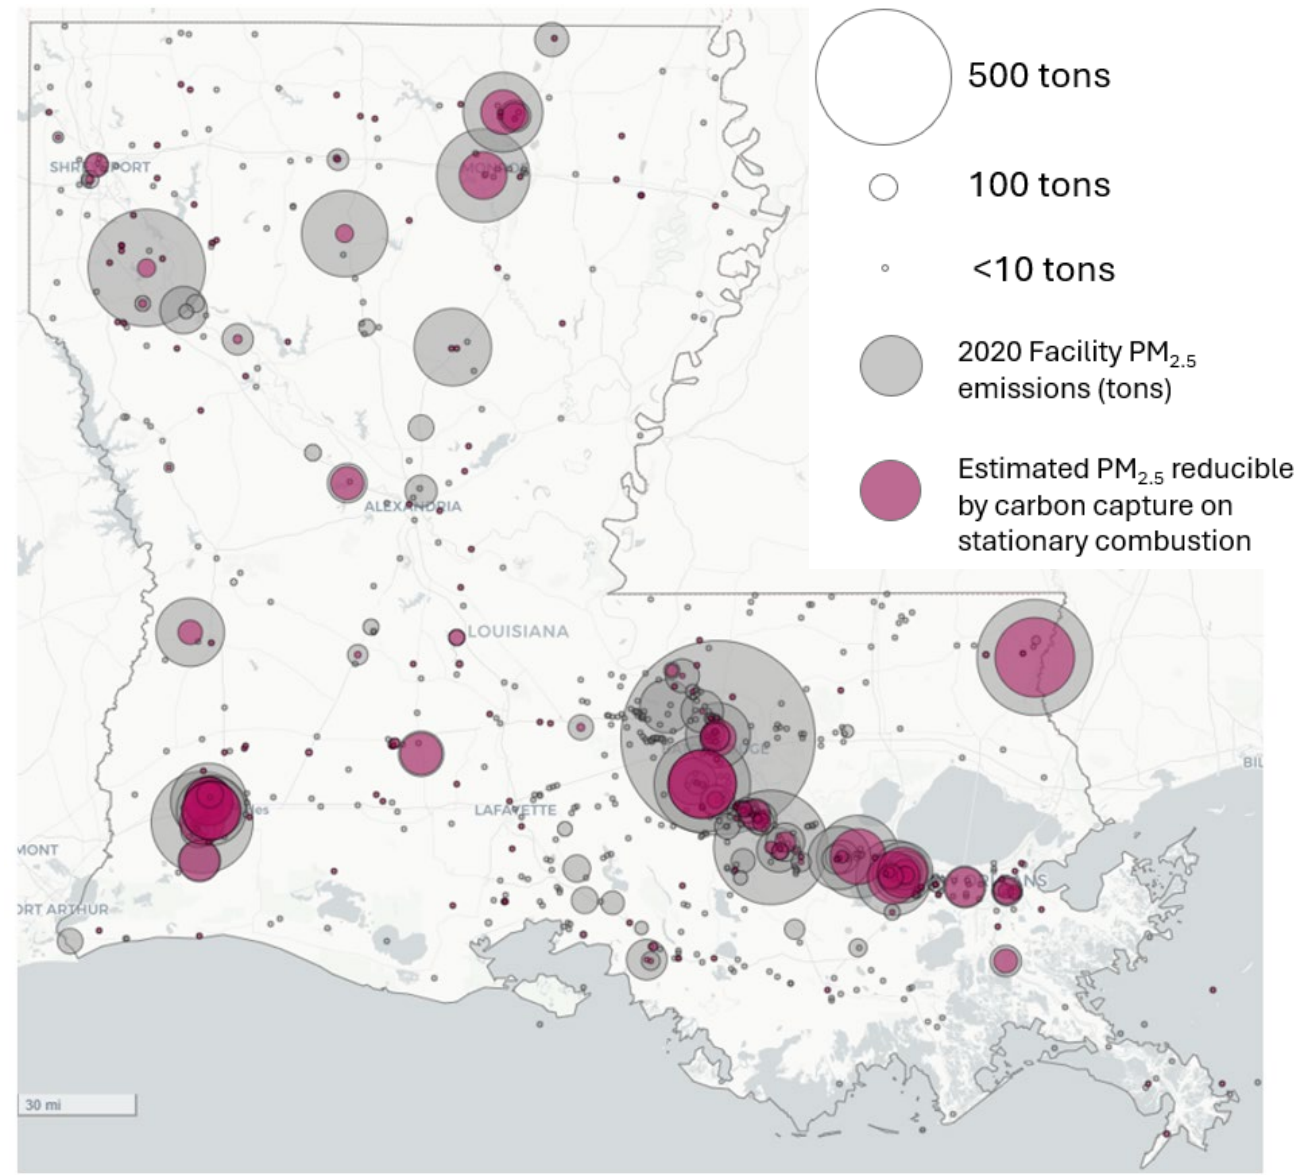 500 tons
100 tons
<10 tons
2020 Facility PM2.5
emissions (tons)
Estimated PM2.5 reducible
by carbon capture on
stationary combustion
ALEXANDRIA
LOUISIANA
LAFAYETTE
MONT
ORT ARTHUR
BIL
30 mi